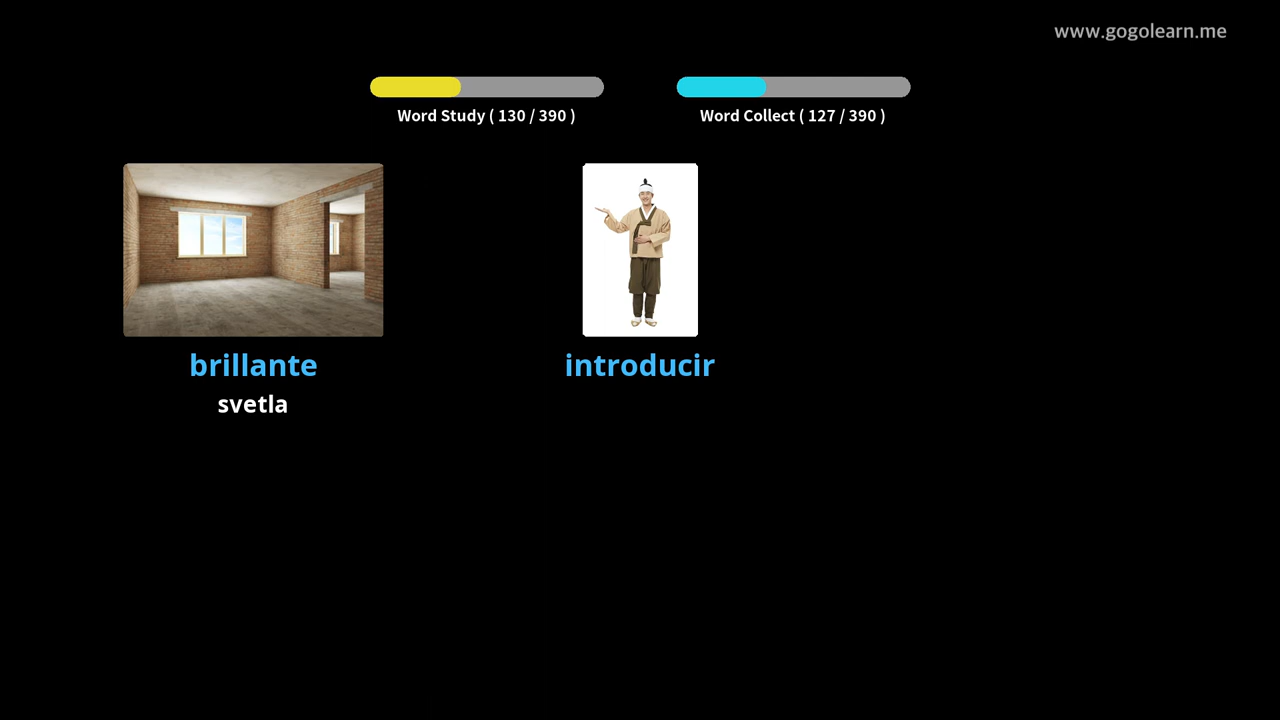 www.gogolearn.me
Word Study ( 130 / 390 )
Word Collect ( 127 / 390 )
brillante
svetla
introducir